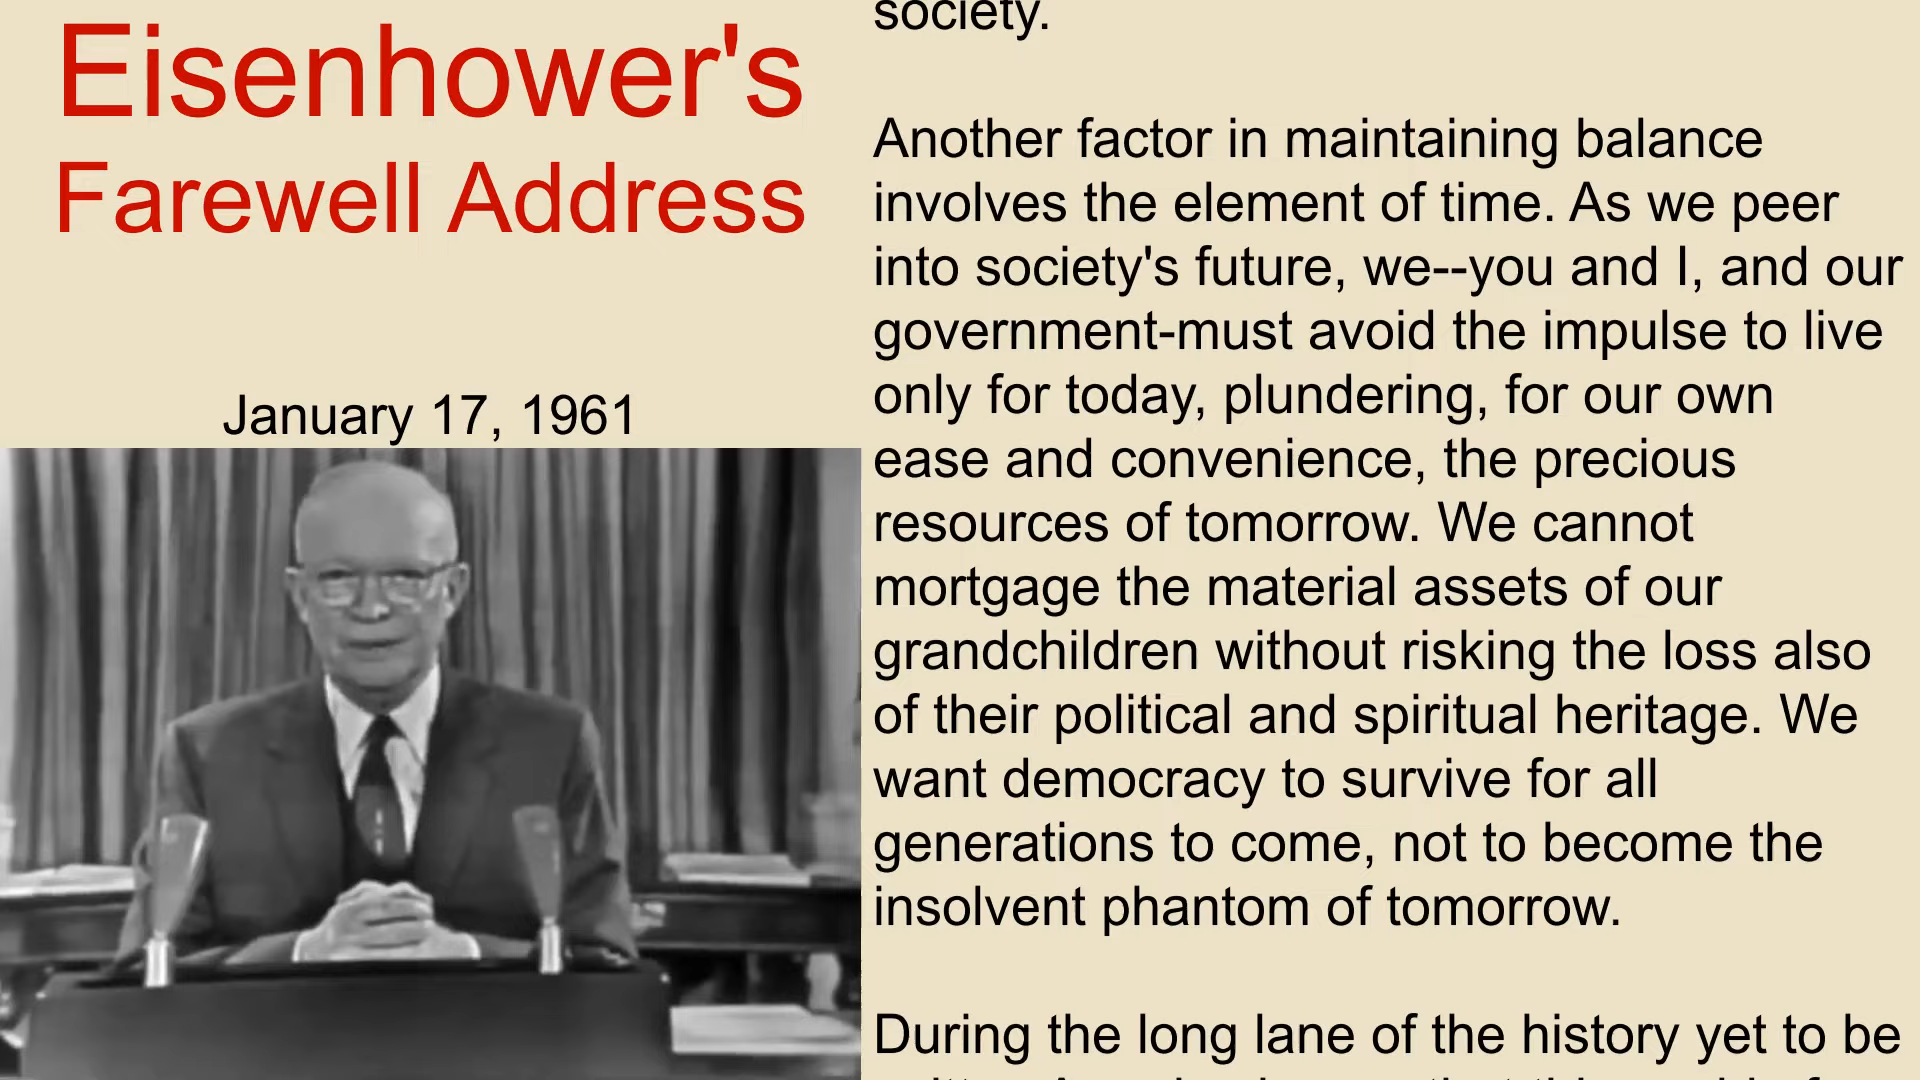 Eisenhower's
Farewell Address
January 17, 1961
society.
Another factor in maintaining balance
involves the element of time. As we peer
into society's future, we--you and I, and our
government-must avoid the impulse to live
only for today, plundering, for our own
ease and convenience, the precious
resources of tomorrow. We cannot
mortgage the material assets of our
grandchildren without risking the loss also
of their political and spiritual heritage. We
want democracy to survive for all
generations to come, not to become the
insolvent phantom of tomorrow.
During the long lane of the history yet to be